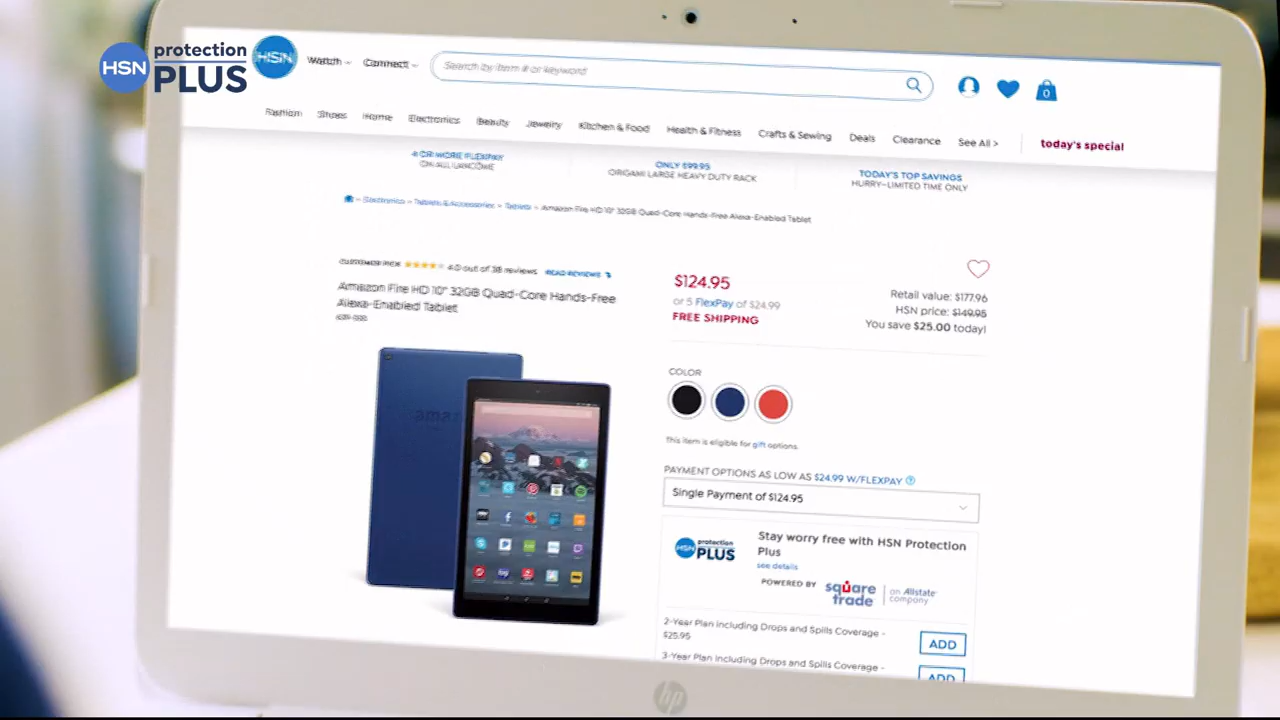 HSN protection PLUS
HSN Watch Connect Search by item # or keyword 0
Fashion Shoes Home Electronics Beauty Jewelry Kitchen & Food Health & Fitness Crafts & Sewing Deals Clearance See All > today's special
4 OR MORE FLEXPAY
ON ALL LANCOME
ONLY $99.95
ORIGAMI LARGE HEAVY DUTY RACK
TODAY'S TOP SAVINGS
HURRY-LIMITED TIME ONLY
Electronics Tablets & Accessories Tablets Amazon Fire HD 10" 32GB Quad-Core Hands-Free Alexa-Enabled Tablet
CUSTOMER PICK 4.0 out of 38 reviews READ REVIEWS
Amazon Fire HD 10" 32GB Quad-Core Hands-Free
Alexa-Enabled Tablet
amaz
$124.95
or 5 FlexPay of $24.99
FREE SHIPPING
Retail value: $177.96
HSN price: $149.95
You save $25.00 today!
COLOR
This item is eligible for gift options.
PAYMENT OPTIONS AS LOW AS $24.99 W/FLEXPAY ?
Single Payment of $124.95
HSN protection PLUS
Stay worry free with HSN Protection
Plus
see details
POWERED BY square trade an Allstate company
2-Year Plan Including Drops and Spills Coverage -
$25.95
ADD
3-Year Plan Including Drops and Spills Coverage -
ADD
hp